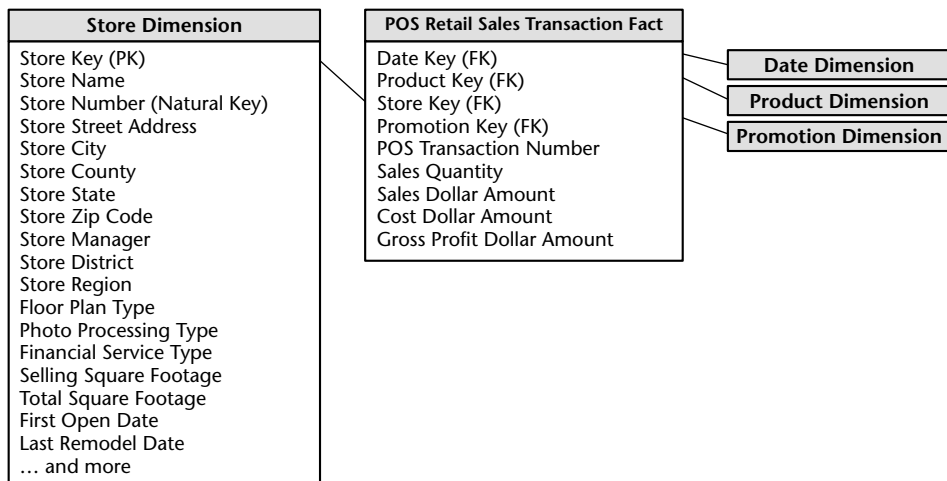 Store Dimension
Store Key (PK)
Store Name
Store Number (Natural Key)
Store Street Address
Store City
Store County
Store State
Store Zip Code
Store Manager
Store District
Store Region
Floor Plan Type
Photo Processing Type
Financial Service Type
Selling Square Footage
Total Square Footage
First Open Date
Last Remodel Date
… and more
POS Retail Sales Transaction Fact
Date Key (FK)
Product Key (FK)
Store Key (FK)
Promotion Key (FK)
POS Transaction Number
Sales Quantity
Sales Dollar Amount
Cost Dollar Amount
Gross Profit Dollar Amount
Date Dimension
Product Dimension
Promotion Dimension